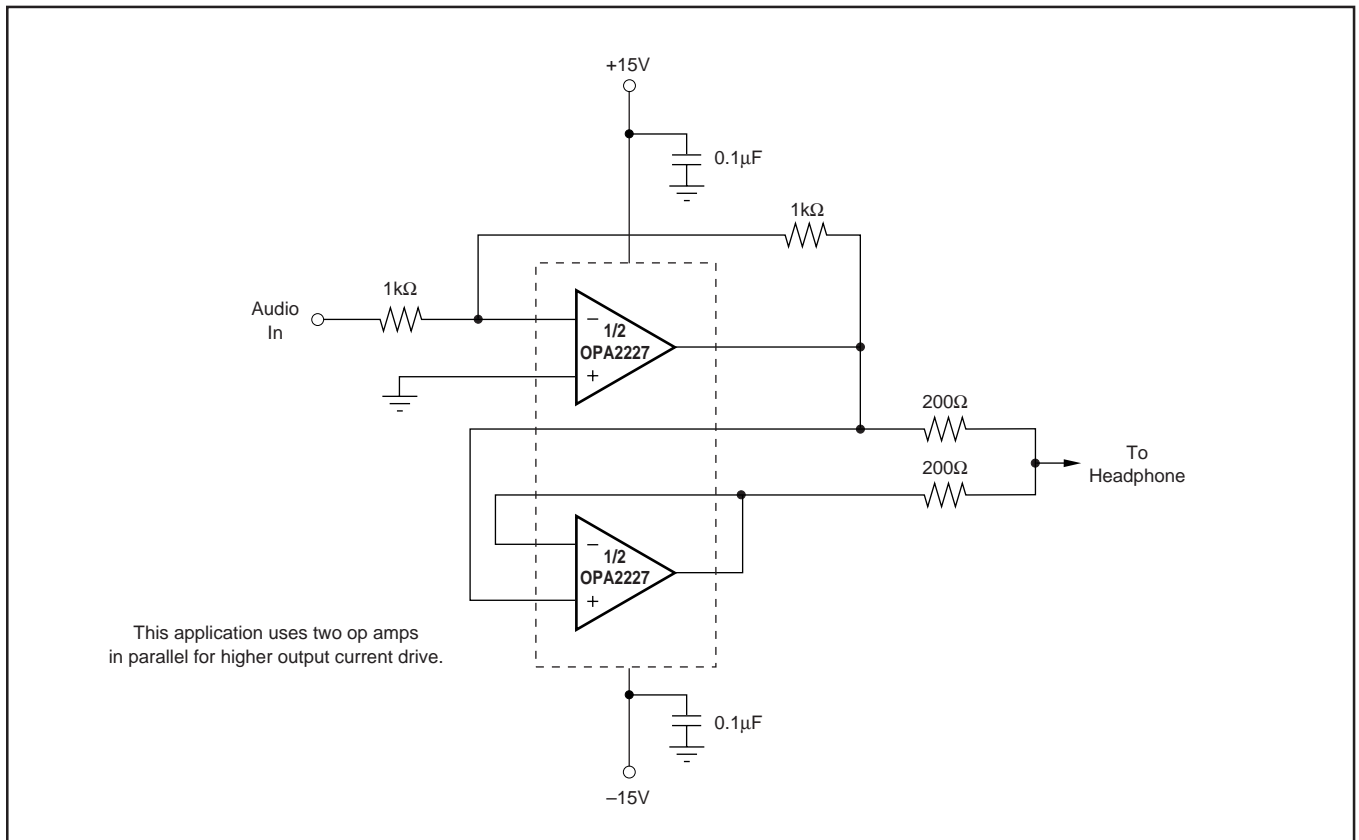 +15V
0.1μF
1kΩ
1kΩ
Audio
In
–
1/2
OPA2227
+
200Ω
To
Headphone
200Ω
–
1/2
OPA2227
+
This application uses two op amps
in parallel for higher output current drive.
0.1μF
–15V